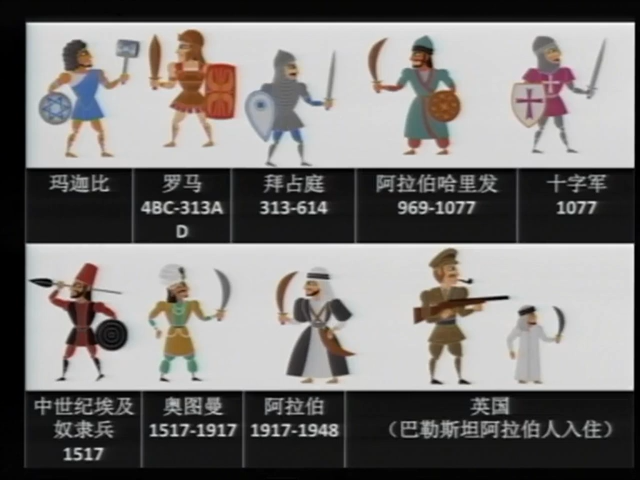 玛迦比
罗马
4BC-313A
D
拜占庭
313-614
阿拉伯哈里发
969-1077
十字军
1077
中世纪埃及
奴隶兵
1517
奥图曼
1517-1917
阿拉伯
1917-1948
英国
（巴勒斯坦阿拉伯人入住）